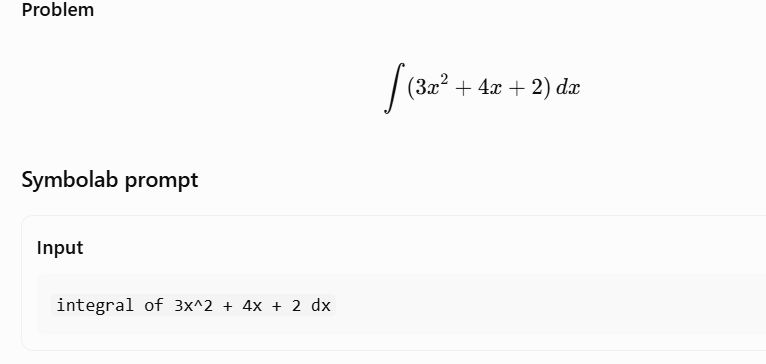 Problem
∫(3x² + 4x + 2) dx
Symbolab prompt
Input
integral of 3x^2 + 4x + 2 dx